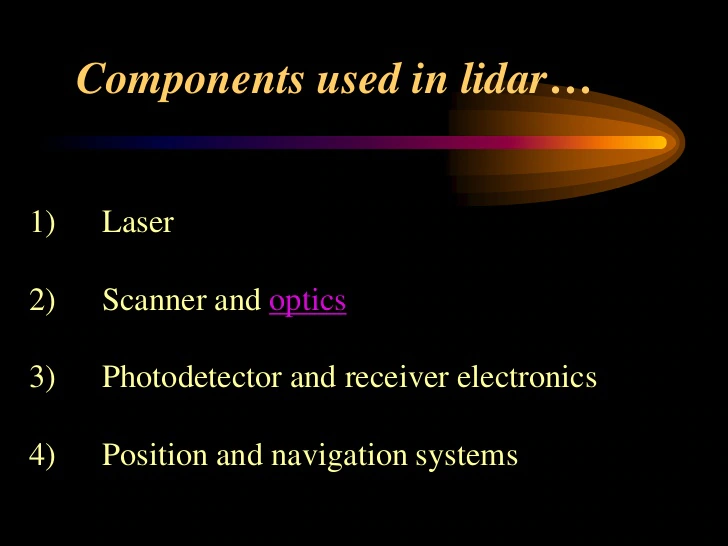 Components used in lidar…
1) Laser
2) Scanner and optics
3) Photodetector and receiver electronics
4) Position and navigation systems